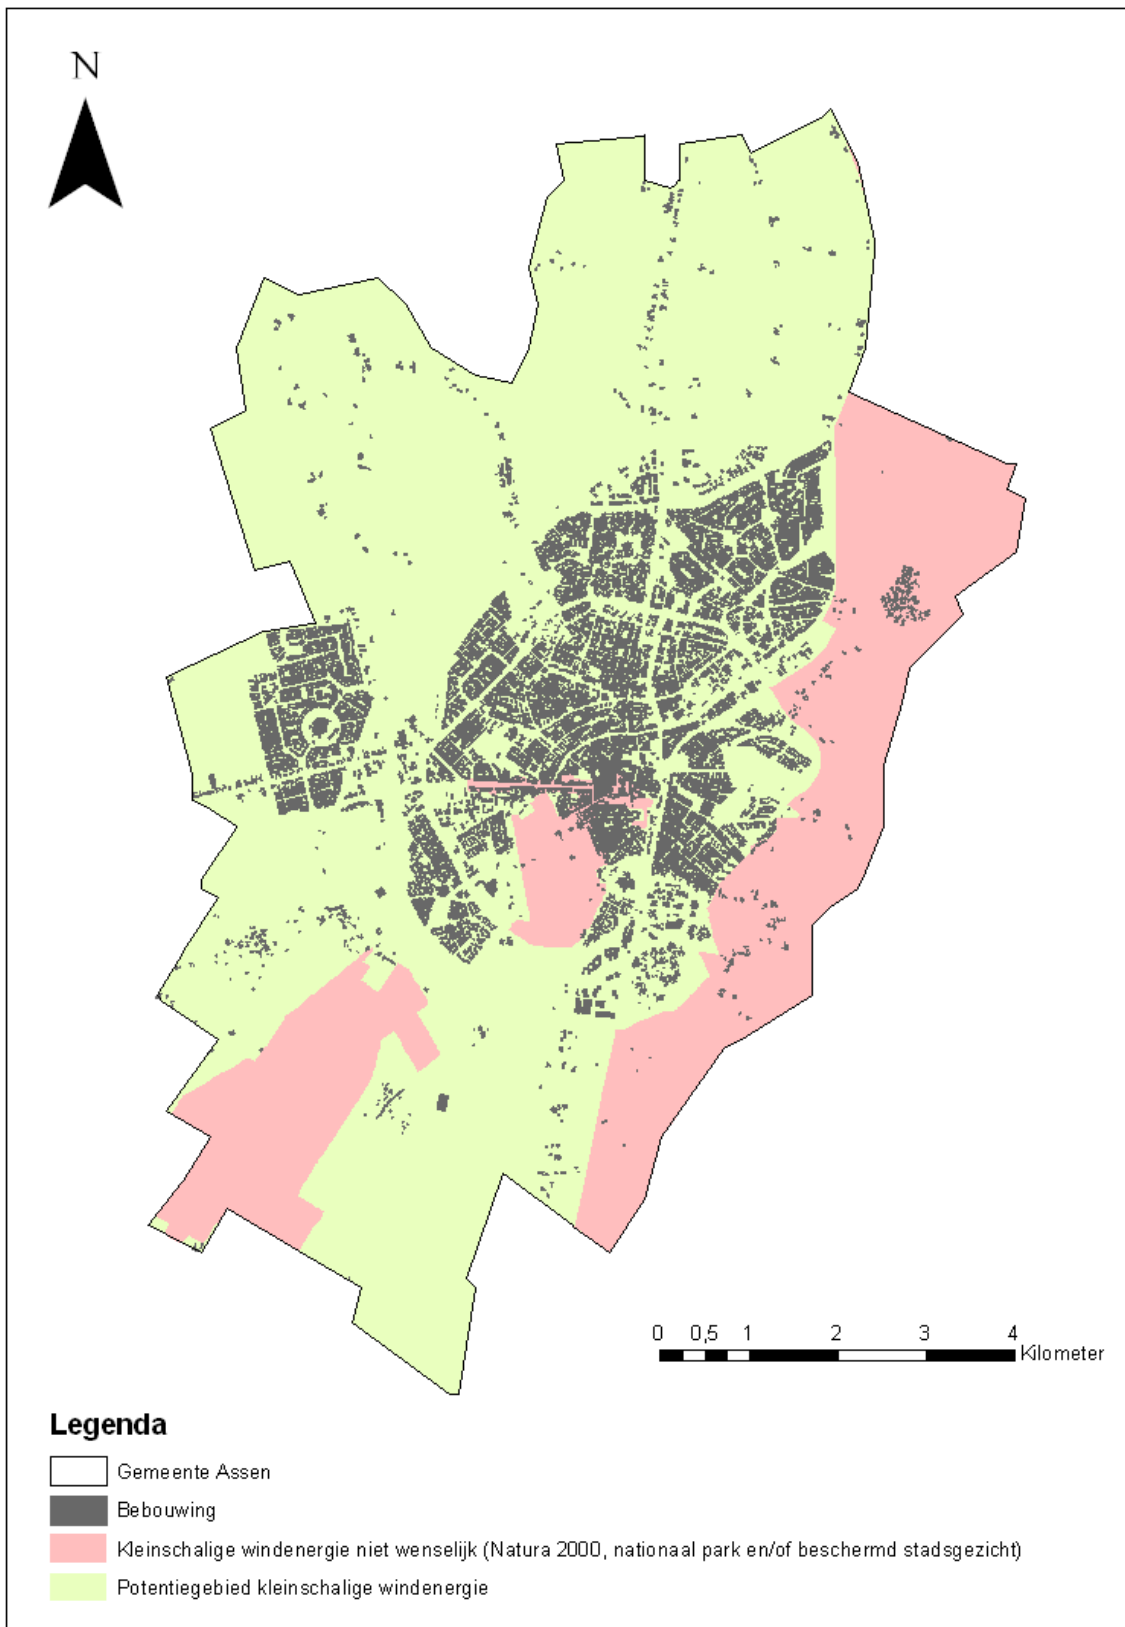 N
0 0,5 1 2 3 4
Kilometer
Legenda
Gemeente Assen
Bebouwing
Kleinschalige windenergie niet wenselijk (Natura 2000, nationaal park en/of beschermd stadsgezicht)
Potentiegebied kleinschalige windenergie